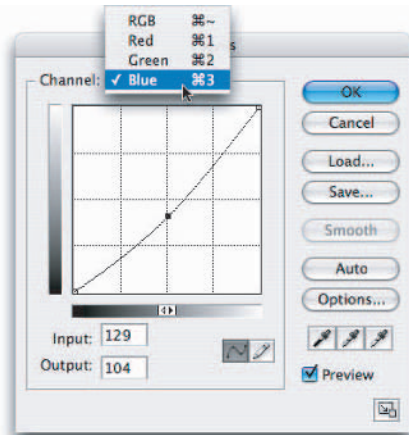 RGB ⌘~
Red ⌘1
Green ⌘2
Channel: ✓ Blue ⌘3
OK
Cancel
Load...
Save...
Smooth
Auto
Options...
Input: 129
Output: 104
Preview